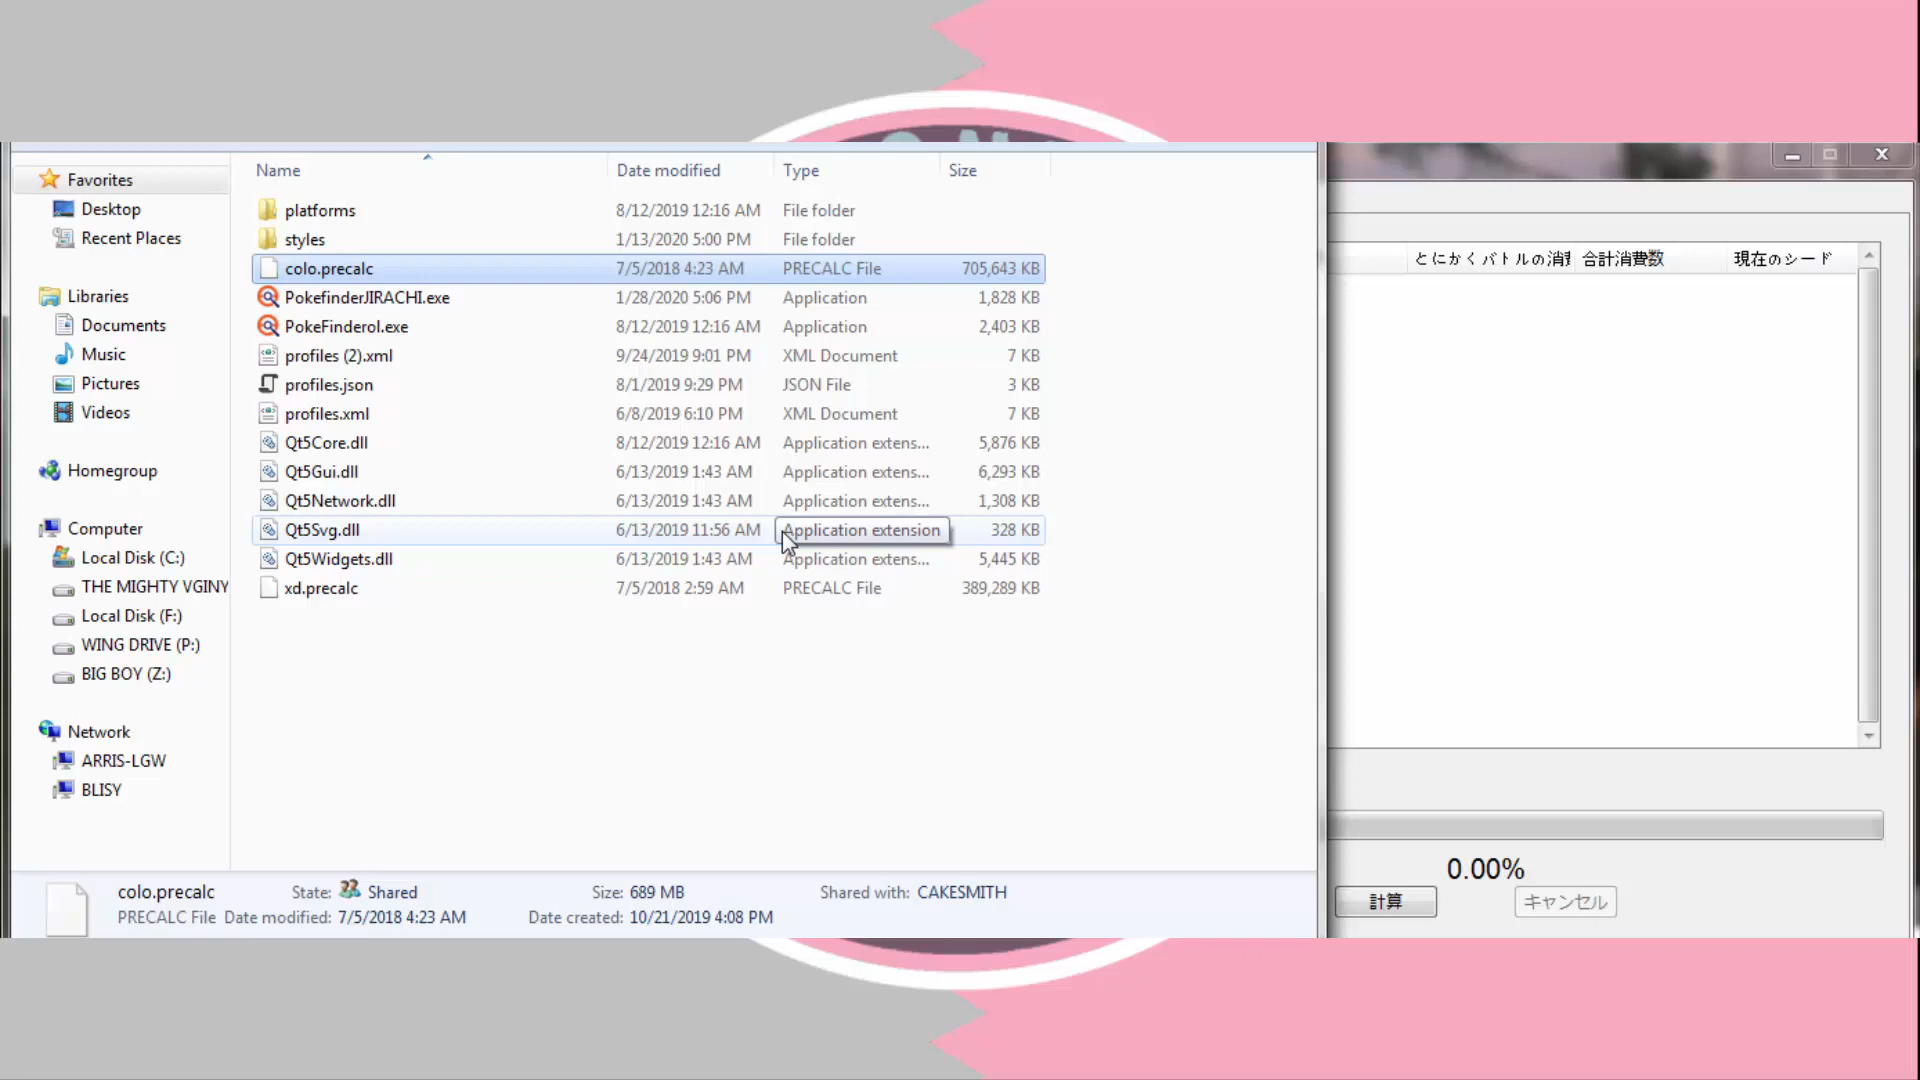 Name Date modified Type Size
Favorites
Desktop
Recent Places
Libraries
Documents
Music
Pictures
Videos
Homegroup
Computer
Local Disk (C:)
THE MIGHTY VGINY
Local Disk (F:)
WING DRIVE (P:)
BIG BOY (Z:)
Network
ARRIS-LGW
BLISY
platforms 8/12/2019 12:16 AM File folder
styles 1/13/2020 5:00 PM File folder
colo.precalc 7/5/2018 4:23 AM PRECALC File 705,643 KB
PokefinderJIRACHI.exe 1/28/2020 5:06 PM Application 1,828 KB
PokeFinderol.exe 8/12/2019 12:16 AM Application 2,403 KB
profiles (2).xml 9/24/2019 9:01 PM XML Document 7 KB
profiles.json 8/1/2019 9:29 PM JSON File 3 KB
profiles.xml 6/8/2019 6:10 PM XML Document 7 KB
Qt5Core.dll 8/12/2019 12:16 AM Application extens... 5,876 KB
Qt5Gui.dll 6/13/2019 1:43 AM Application extens... 6,293 KB
Qt5Network.dll 6/13/2019 1:43 AM Application extens... 1,308 KB
Qt5Svg.dll 6/13/2019 11:56 AM Application extension 328 KB
Qt5Widgets.dll 6/13/2019 1:43 AM Application extens... 5,445 KB
xd.precalc 7/5/2018 2:59 AM PRECALC File 389,289 KB
colo.precalc State: Shared Size: 689 MB Shared with: CAKESMITH
PRECALC File Date modified: 7/5/2018 4:23 AM Date created: 10/21/2019 4:08 PM
とにかくバトルの消 合計消費数 現在のシード
0.00%
計算 キャンセル